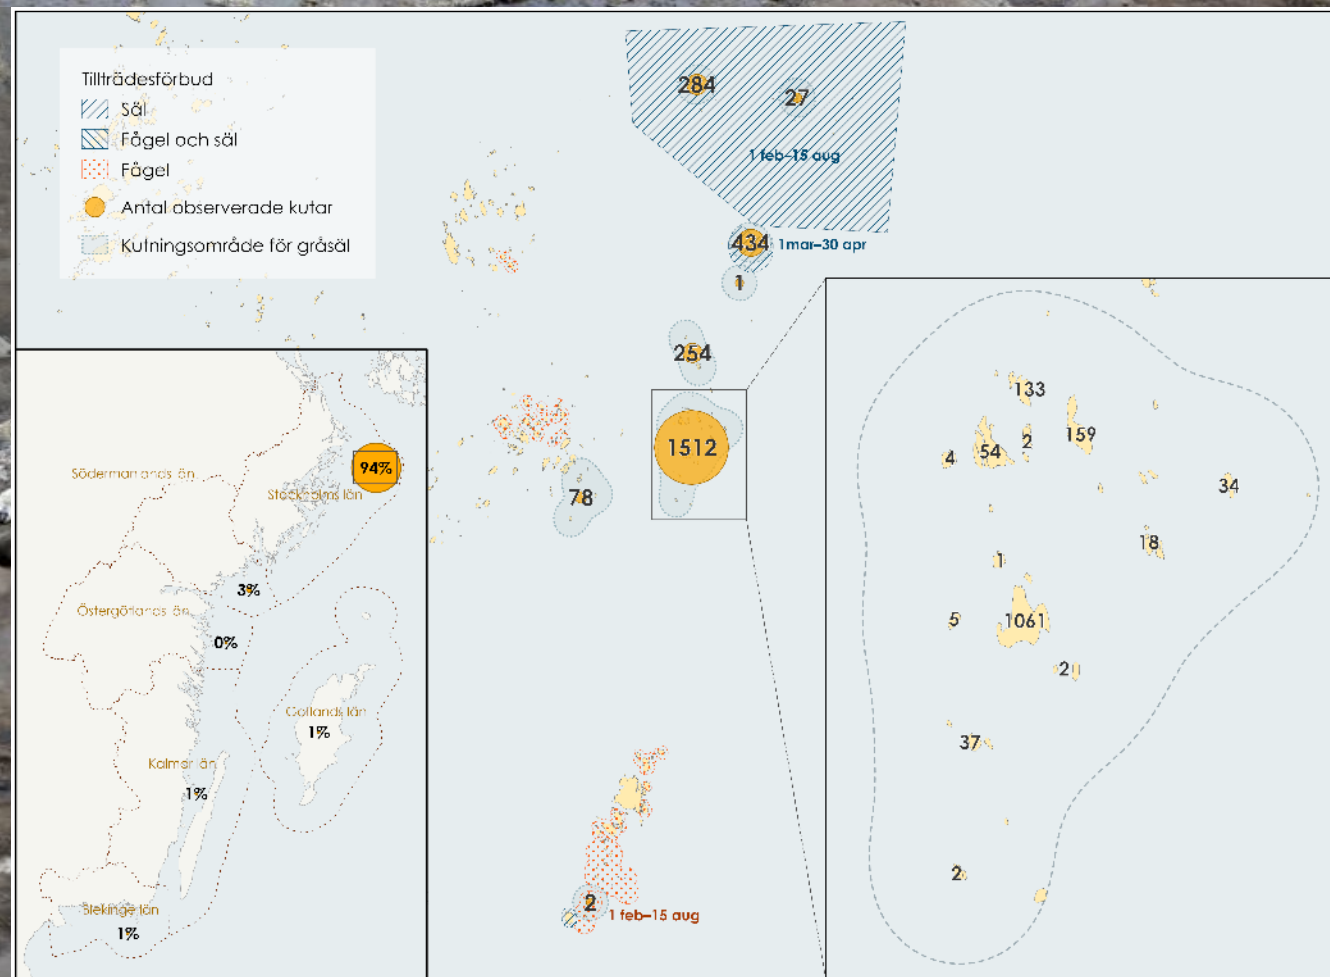 Tillträdesförbud
Säl
Fågel och säl
Fågel
Antal observerade kutar
Kutningsområde för gråsäl
284
27
1 feb–15 aug
434
1mar–30 apr
1
254
1512
78
2
1 feb–15 aug
94%
Södermanlands län
Stockholms län
3%
Östergötlands län
0%
Gotlands län
1%
Kalmar län
1%
Blekinge län
1%
133
159
54
2
4
34
18
1
5
1061
37
2